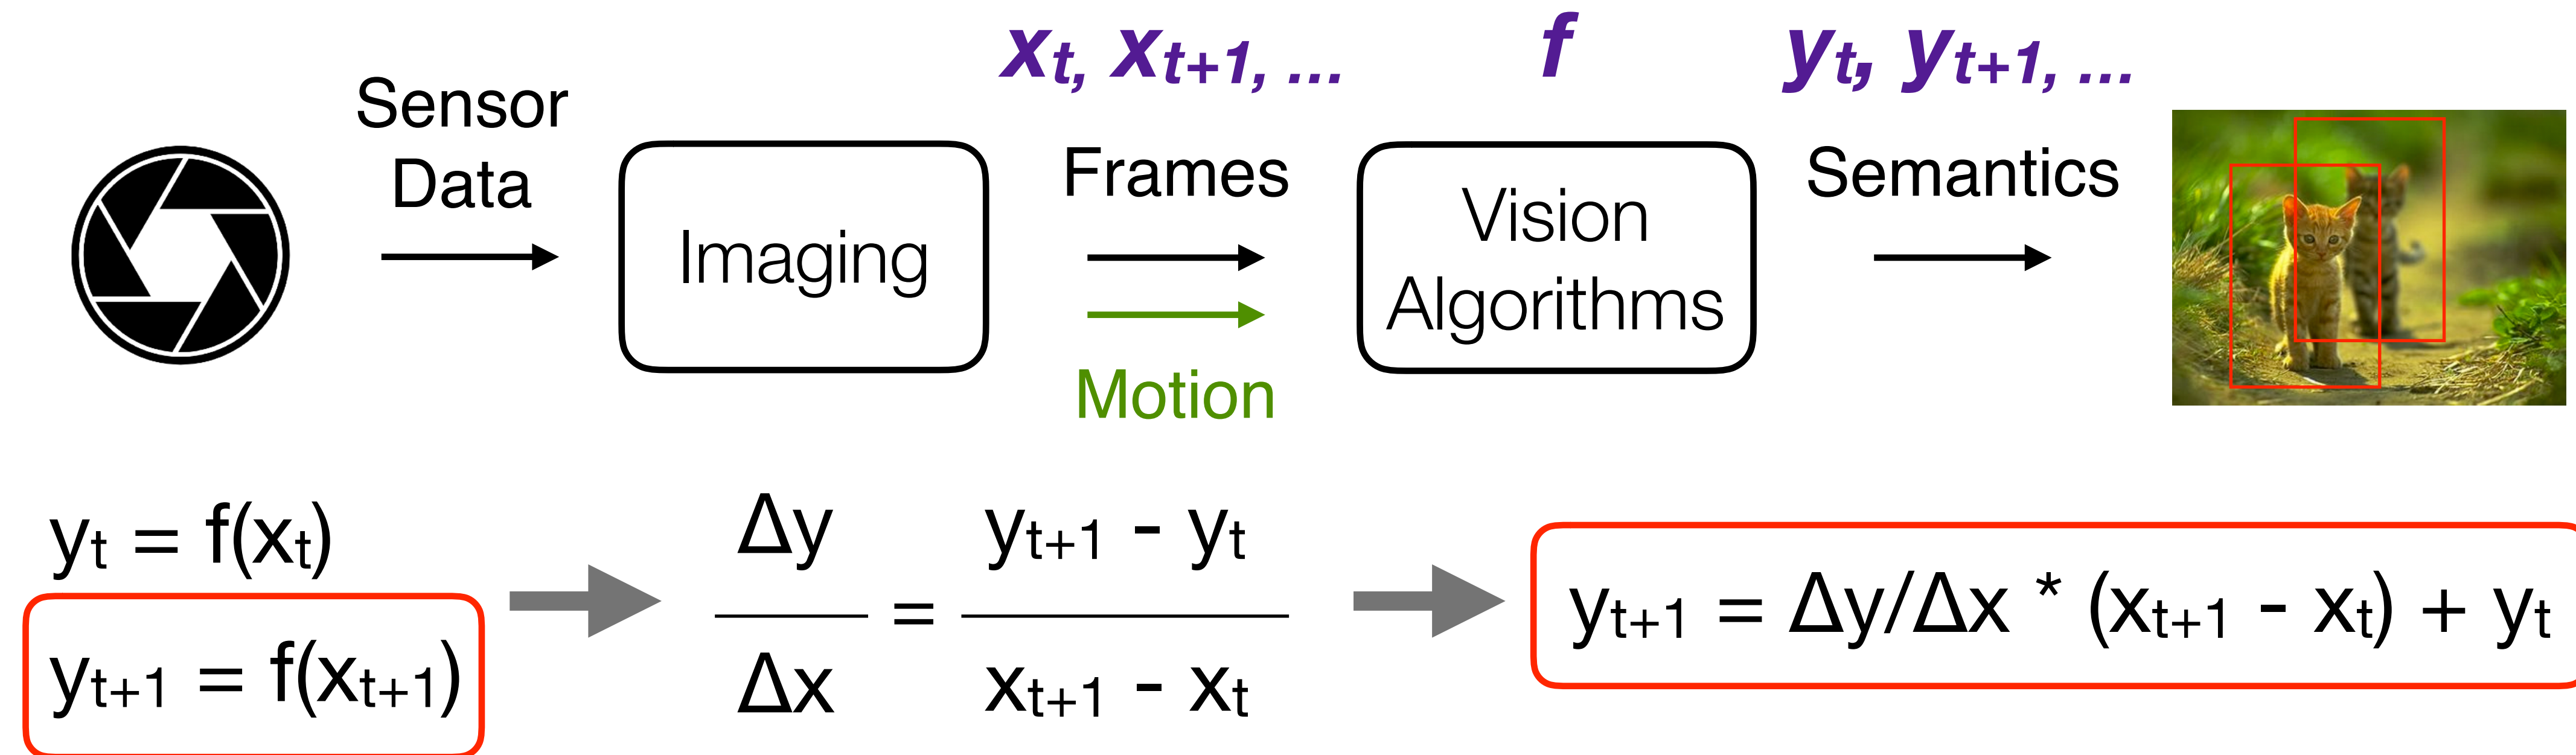 xₜ, xₜ₊₁, ... f yₜ, yₜ₊₁, ...
Sensor
Data
Imaging
Frames
Motion
Vision
Algorithms
Semantics
yₜ = f(xₜ)
yₜ₊₁ = f(xₜ₊₁)
Δy = yₜ₊₁ - yₜ
Δx xₜ₊₁ - xₜ
yₜ₊₁ = Δy/Δx * (xₜ₊₁ - xₜ) + yₜ